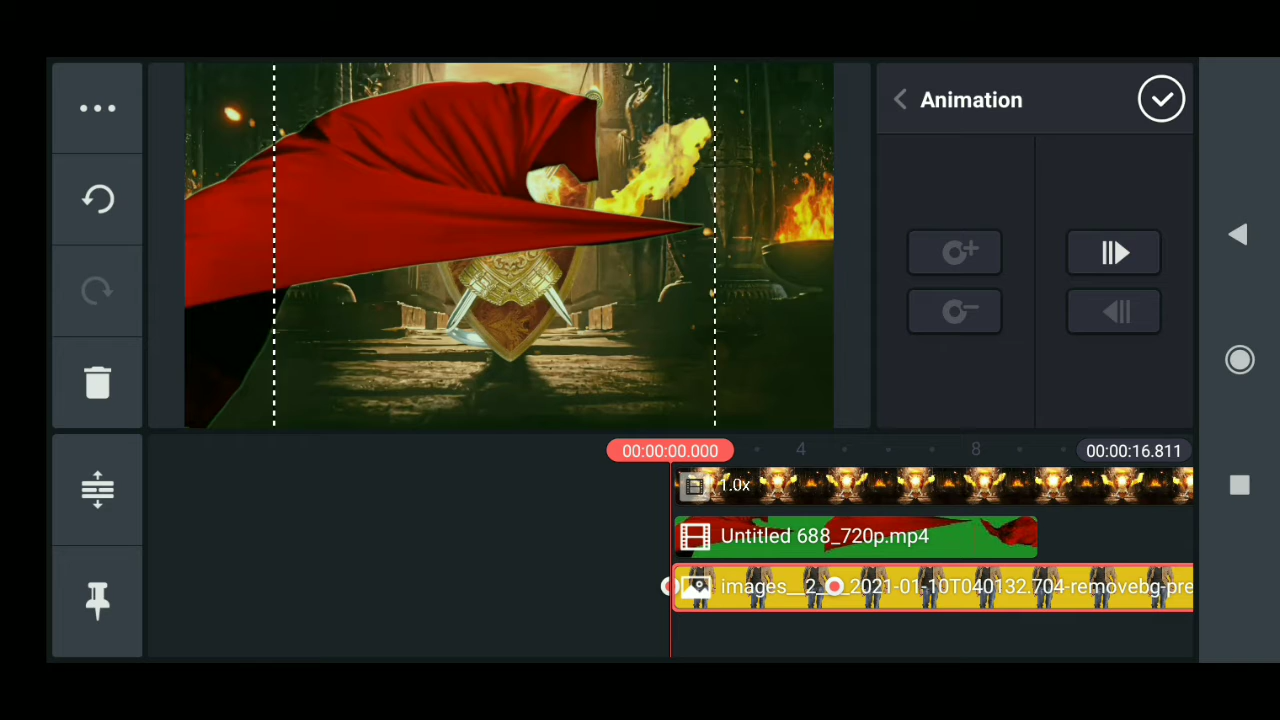 Animation
00:00:00.000
4
8
00:00:16.811
1.0x
Untitled 688_720p.mp4
images__2_ _2021-01-10T040132.704-removebg-pre